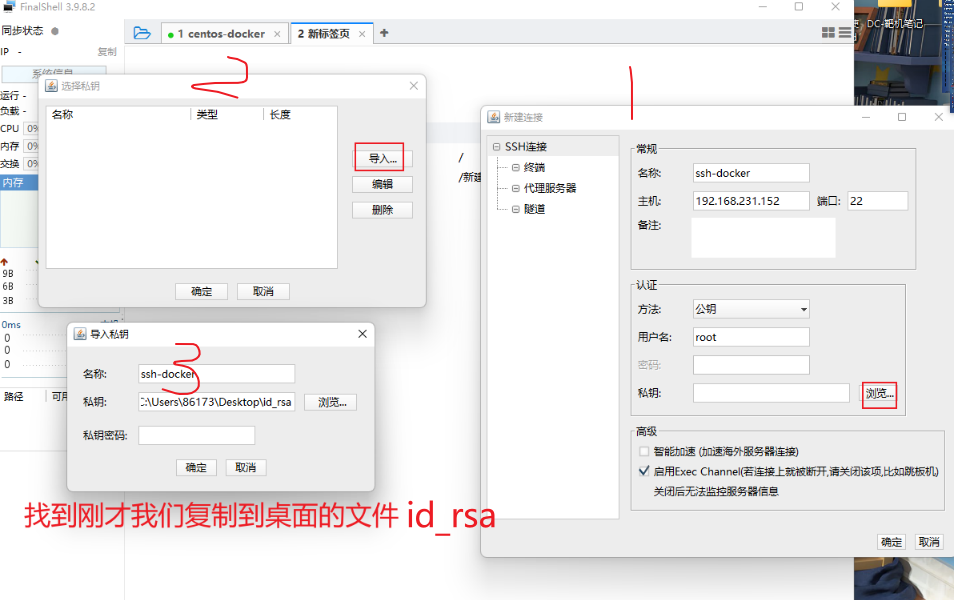 FinalShell 3.9.8.2
同步状态
1 centos-docker
2 新标签页
IP -
复制
系统信息
DC-靶机笔记
运行 -
负载 -
CPU 0%
内存 0%
交换 0%
内存
9B
6B
3B
0ms
0
0
0
路径
可用
/
/新建
选择私钥
名称
类型
长度
导入...
编辑
删除
确定
取消
导入私钥
名称:
ssh-docker
私钥:
C:\Users\86173\Desktop\id_rsa
浏览...
私钥密码:
确定
取消
找到刚才我们复制到桌面的文件 id_rsa
1
2
3
新建连接
SSH连接
终端
代理服务器
隧道
常规
名称:
ssh-docker
主机:
192.168.231.152
端口:
22
备注:
认证
方法:
公钥
用户名:
root
密码:
私钥:
浏览...
高级
智能加速 (加速海外服务器连接)
启用Exec Channel(若连接上就被断开,请关闭该项,比如跳板机)
关闭后无法监控服务器信息
确定
取消